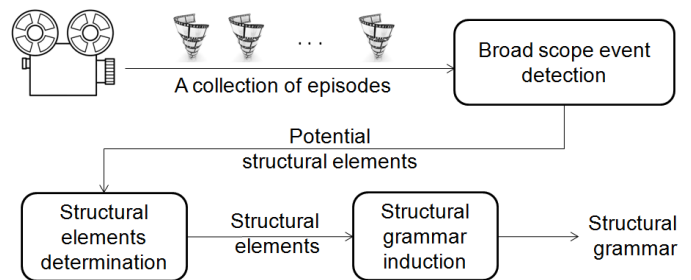 . . .
A collection of episodes
Broad scope event
detection
Potential
structural elements
Structural
elements
determination
Structural
elements
Structural
grammar
induction
Structural
grammar